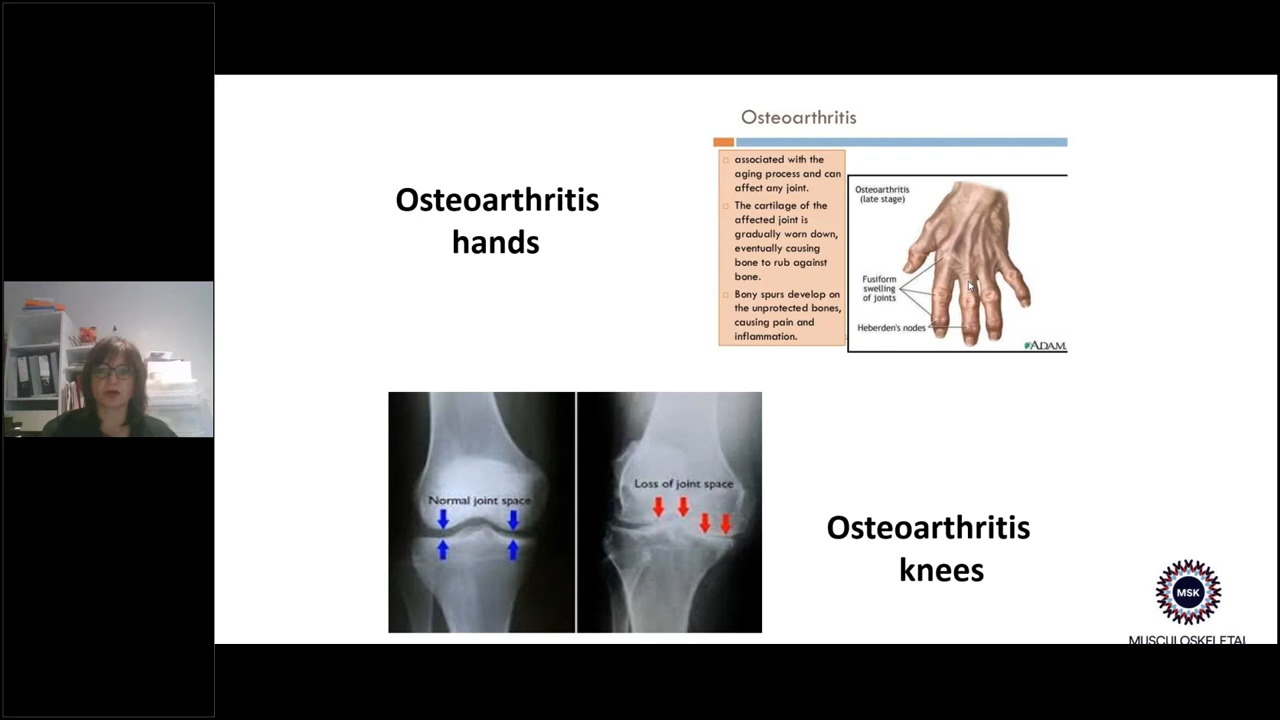 Osteoarthritis
hands
Osteoarthritis
associated with the
aging process and can
affect any joint.
The cartilage of the
affected joint is
gradually worn down,
eventually causing
bone to rub against
bone.
Bony spurs develop on
the unprotected bones,
causing pain and
inflammation.
Osteoarthritis
(late stage)
Fusiform
swelling
of joints
Heberden's nodes
ADAM
Normal joint space
Loss of joint space
Osteoarthritis
knees
MSK
MUSCULOSKELETAL